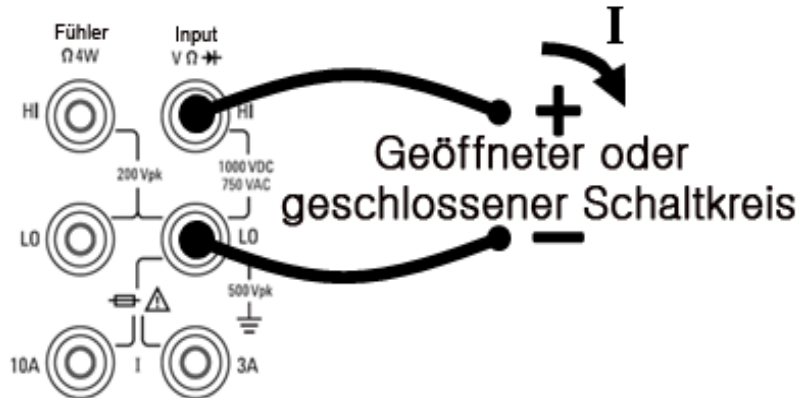 Fühler Input
Ω 4W V Ω
I
HI HI
+
Geöffneter oder
200 Vpk 1000 VDC
750 VAC
geschlossener Schaltkreis
LO LO
−
500 Vpk
10A I 3A